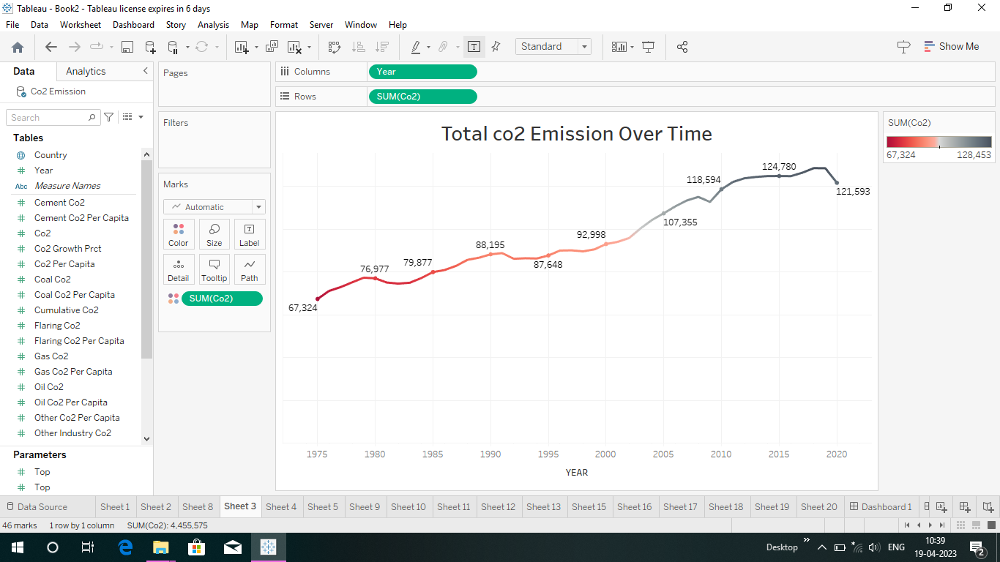 Tableau - Book2 - Tableau license expires in 6 days
File Data Worksheet Dashboard Story Analysis Map Format Server Window Help
Standard
Show Me
Data Analytics
Co2 Emission
Search
Tables
Country
Year
Abc Measure Names
Cement Co2
Cement Co2 Per Capita
Co2
Co2 Growth Prct
Co2 Per Capita
Coal Co2
Coal Co2 Per Capita
Cumulative Co2
Flaring Co2
Flaring Co2 Per Capita
Gas Co2
Gas Co2 Per Capita
Oil Co2
Oil Co2 Per Capita
Other Co2 Per Capita
Other Industry Co2
Parameters
Top
Top
Pages
Filters
Marks
Automatic
Color Size Label
Detail Tooltip Path
SUM(Co2)
Columns Year
Rows SUM(Co2)
Total co2 Emission Over Time
67,324
76,977
79,877
88,195
87,648
92,998
107,355
118,594
124,780
121,593
1975 1980 1985 1990 1995 2000 2005 2010 2015 2020
YEAR
SUM(Co2)
67,324 128,453
Data Source Sheet 1 Sheet 2 Sheet 8 Sheet 3 Sheet 4 Sheet 5 Sheet 9 Sheet 10 Sheet 11 Sheet 12 Sheet 13 Sheet 15 Sheet 16 Sheet 17 Sheet 18 Sheet 19 Sheet 20 Dashboard 1
46 marks 1 row by 1 column SUM(Co2): 4,455,575
Desktop ENG 10:39
19-04-2023 2